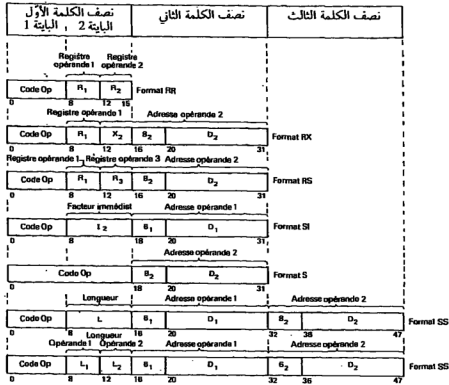 نصف الكلمة الأوّل نصف الكلمة الثاني نصف الكلمة الثالث
البايتة 2 البايتة 1
Registre opérande 1 Registre opérande 2
Code Op R1 R2 Format RR
0 8 12 15
Registre opérande 1 Adresse opérande 2
Code Op R1 X2 B2 D2 Format RX
0 8 12 16 20 31
Registre opérande 1 Registre opérande 3 Adresse opérande 2
Code Op R1 R3 B2 D2 Format RS
0 8 12 16 20 31
Facteur immédist Adresse opérande 1
Code Op I2 B1 D1 Format SI
0 8 16 20 31
Adresse opérande 2
Code Op B2 D2 Format S
0 16 20 31
Longueur Adresse opérande 1 Adresse opérande 2
Code Op L B1 D1 B2 D2 Format SS
0 8 16 20 32 36 47
Longueur
Opérande 1 Opérande 2 Adresse opérande 1 Adresse opérande 2
Code Op L1 L2 B1 D1 B2 D2 Format SS
0 8 12 16 20 32 36 47